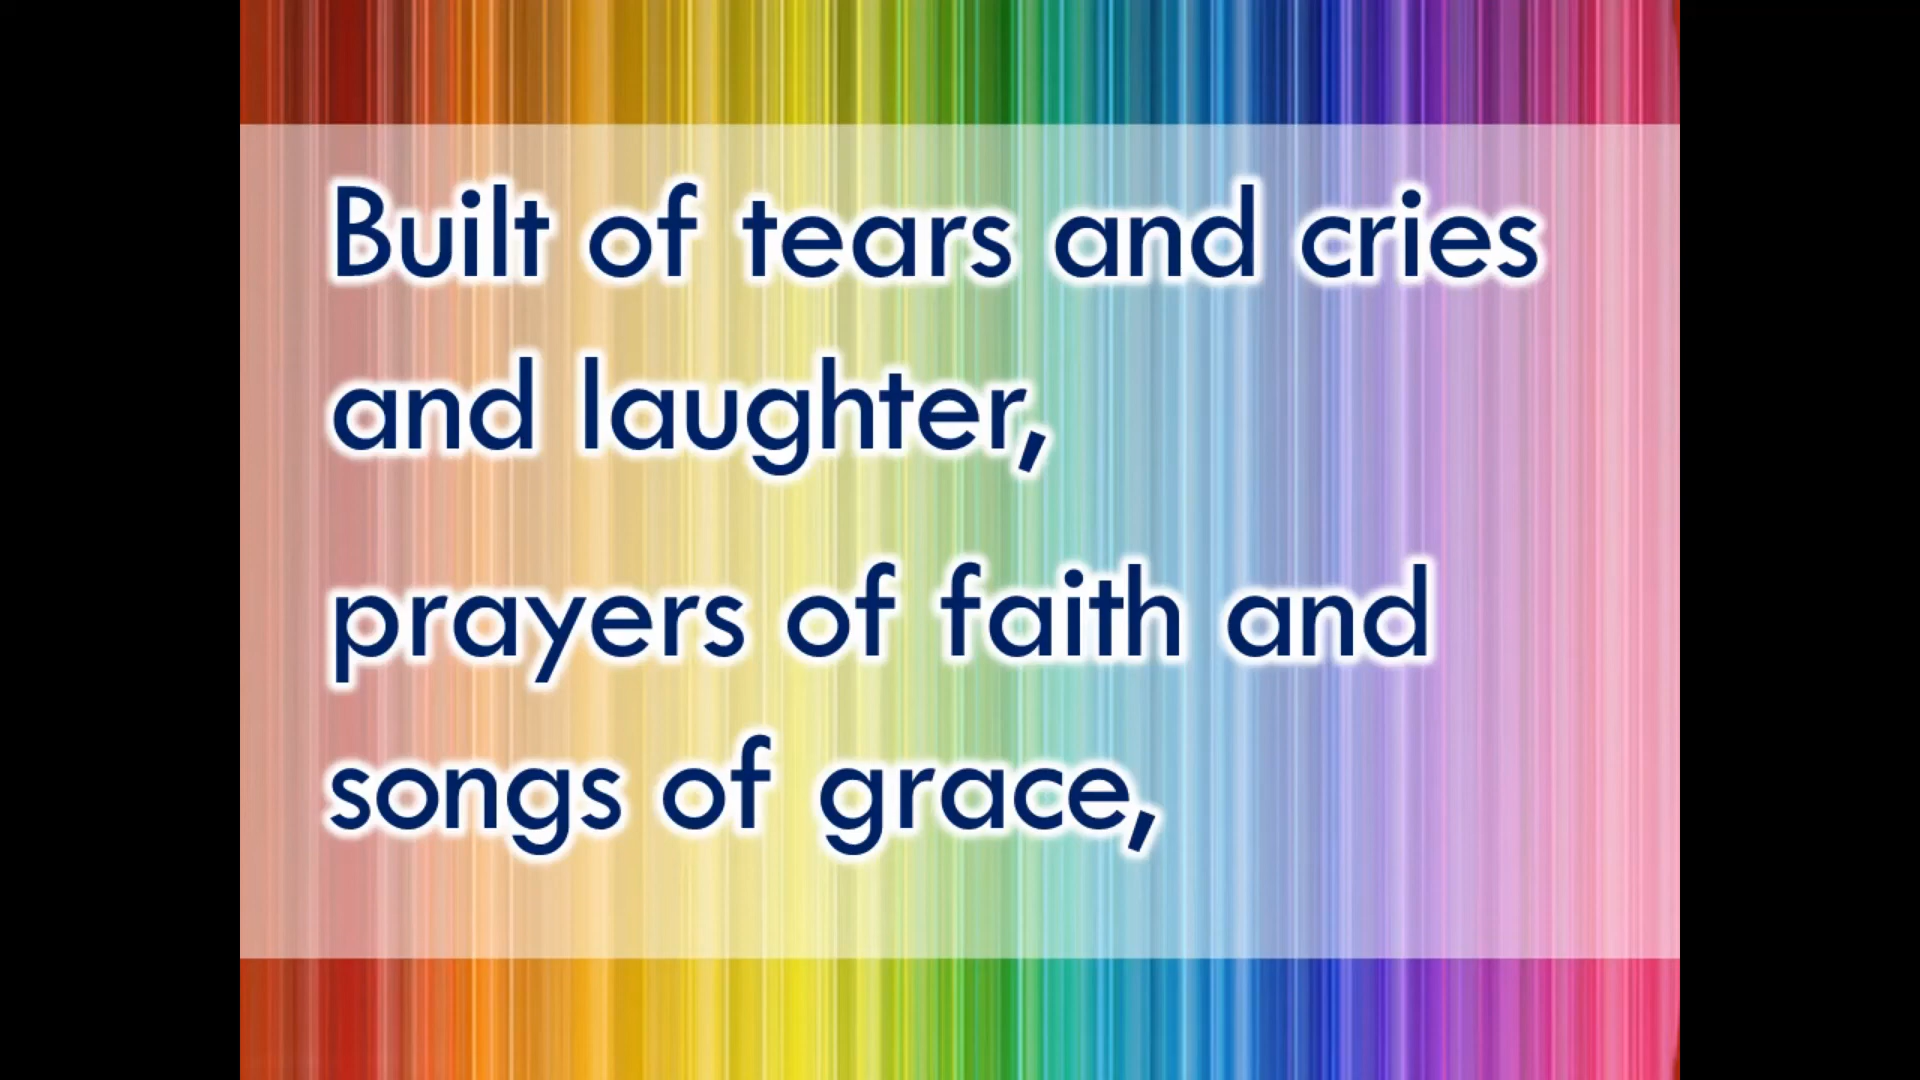 Built of tears and cries
and laughter,
prayers of faith and
songs of grace,